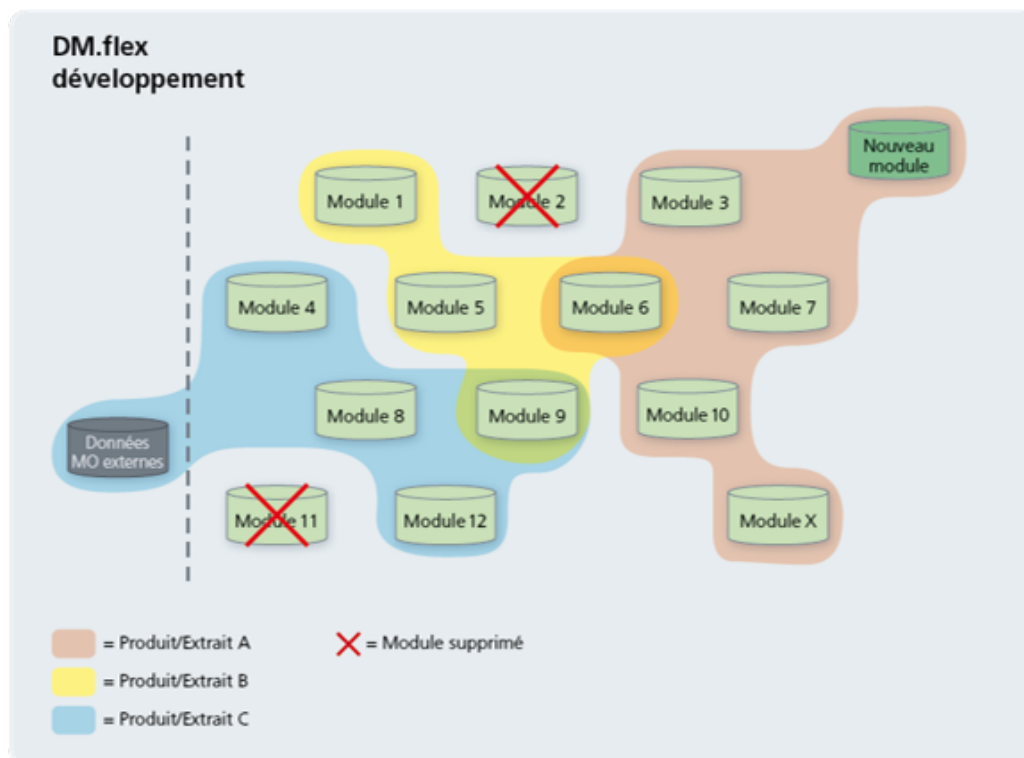 DM.flex
développement
Nouveau
module
Module 1
Module 2
Module 3
Module 4
Module 5
Module 6
Module 7
Module 8
Module 9
Module 10
Données
MO externes
Module 11
Module 12
Module X
= Produit/Extrait A
= Module supprimé
= Produit/Extrait B
= Produit/Extrait C